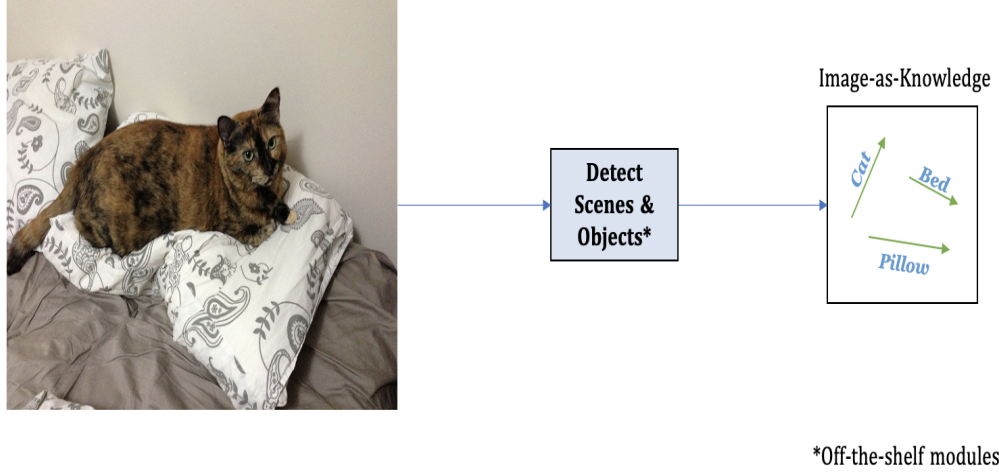 Image-as-Knowledge
Detect
Scenes &
Objects*
Cat
Bed
Pillow
*Off-the-shelf modules